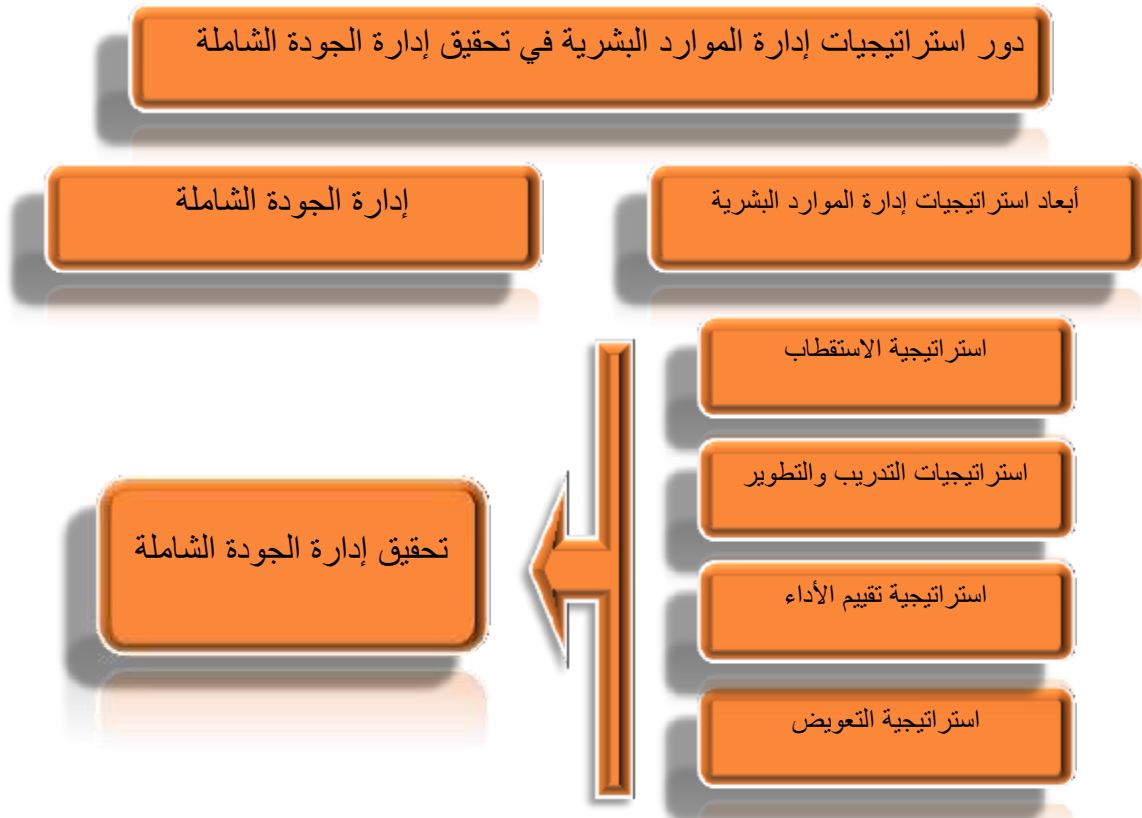 دور استراتيجيات إدارة الموارد البشرية في تحقيق إدارة الجودة الشاملة
أبعاد استراتيجيات إدارة الموارد البشرية
إدارة الجودة الشاملة
استراتيجية الاستقطاب
استراتيجيات التدريب والتطوير
استراتيجية تقييم الأداء
استراتيجية التعويض
تحقيق إدارة الجودة الشاملة